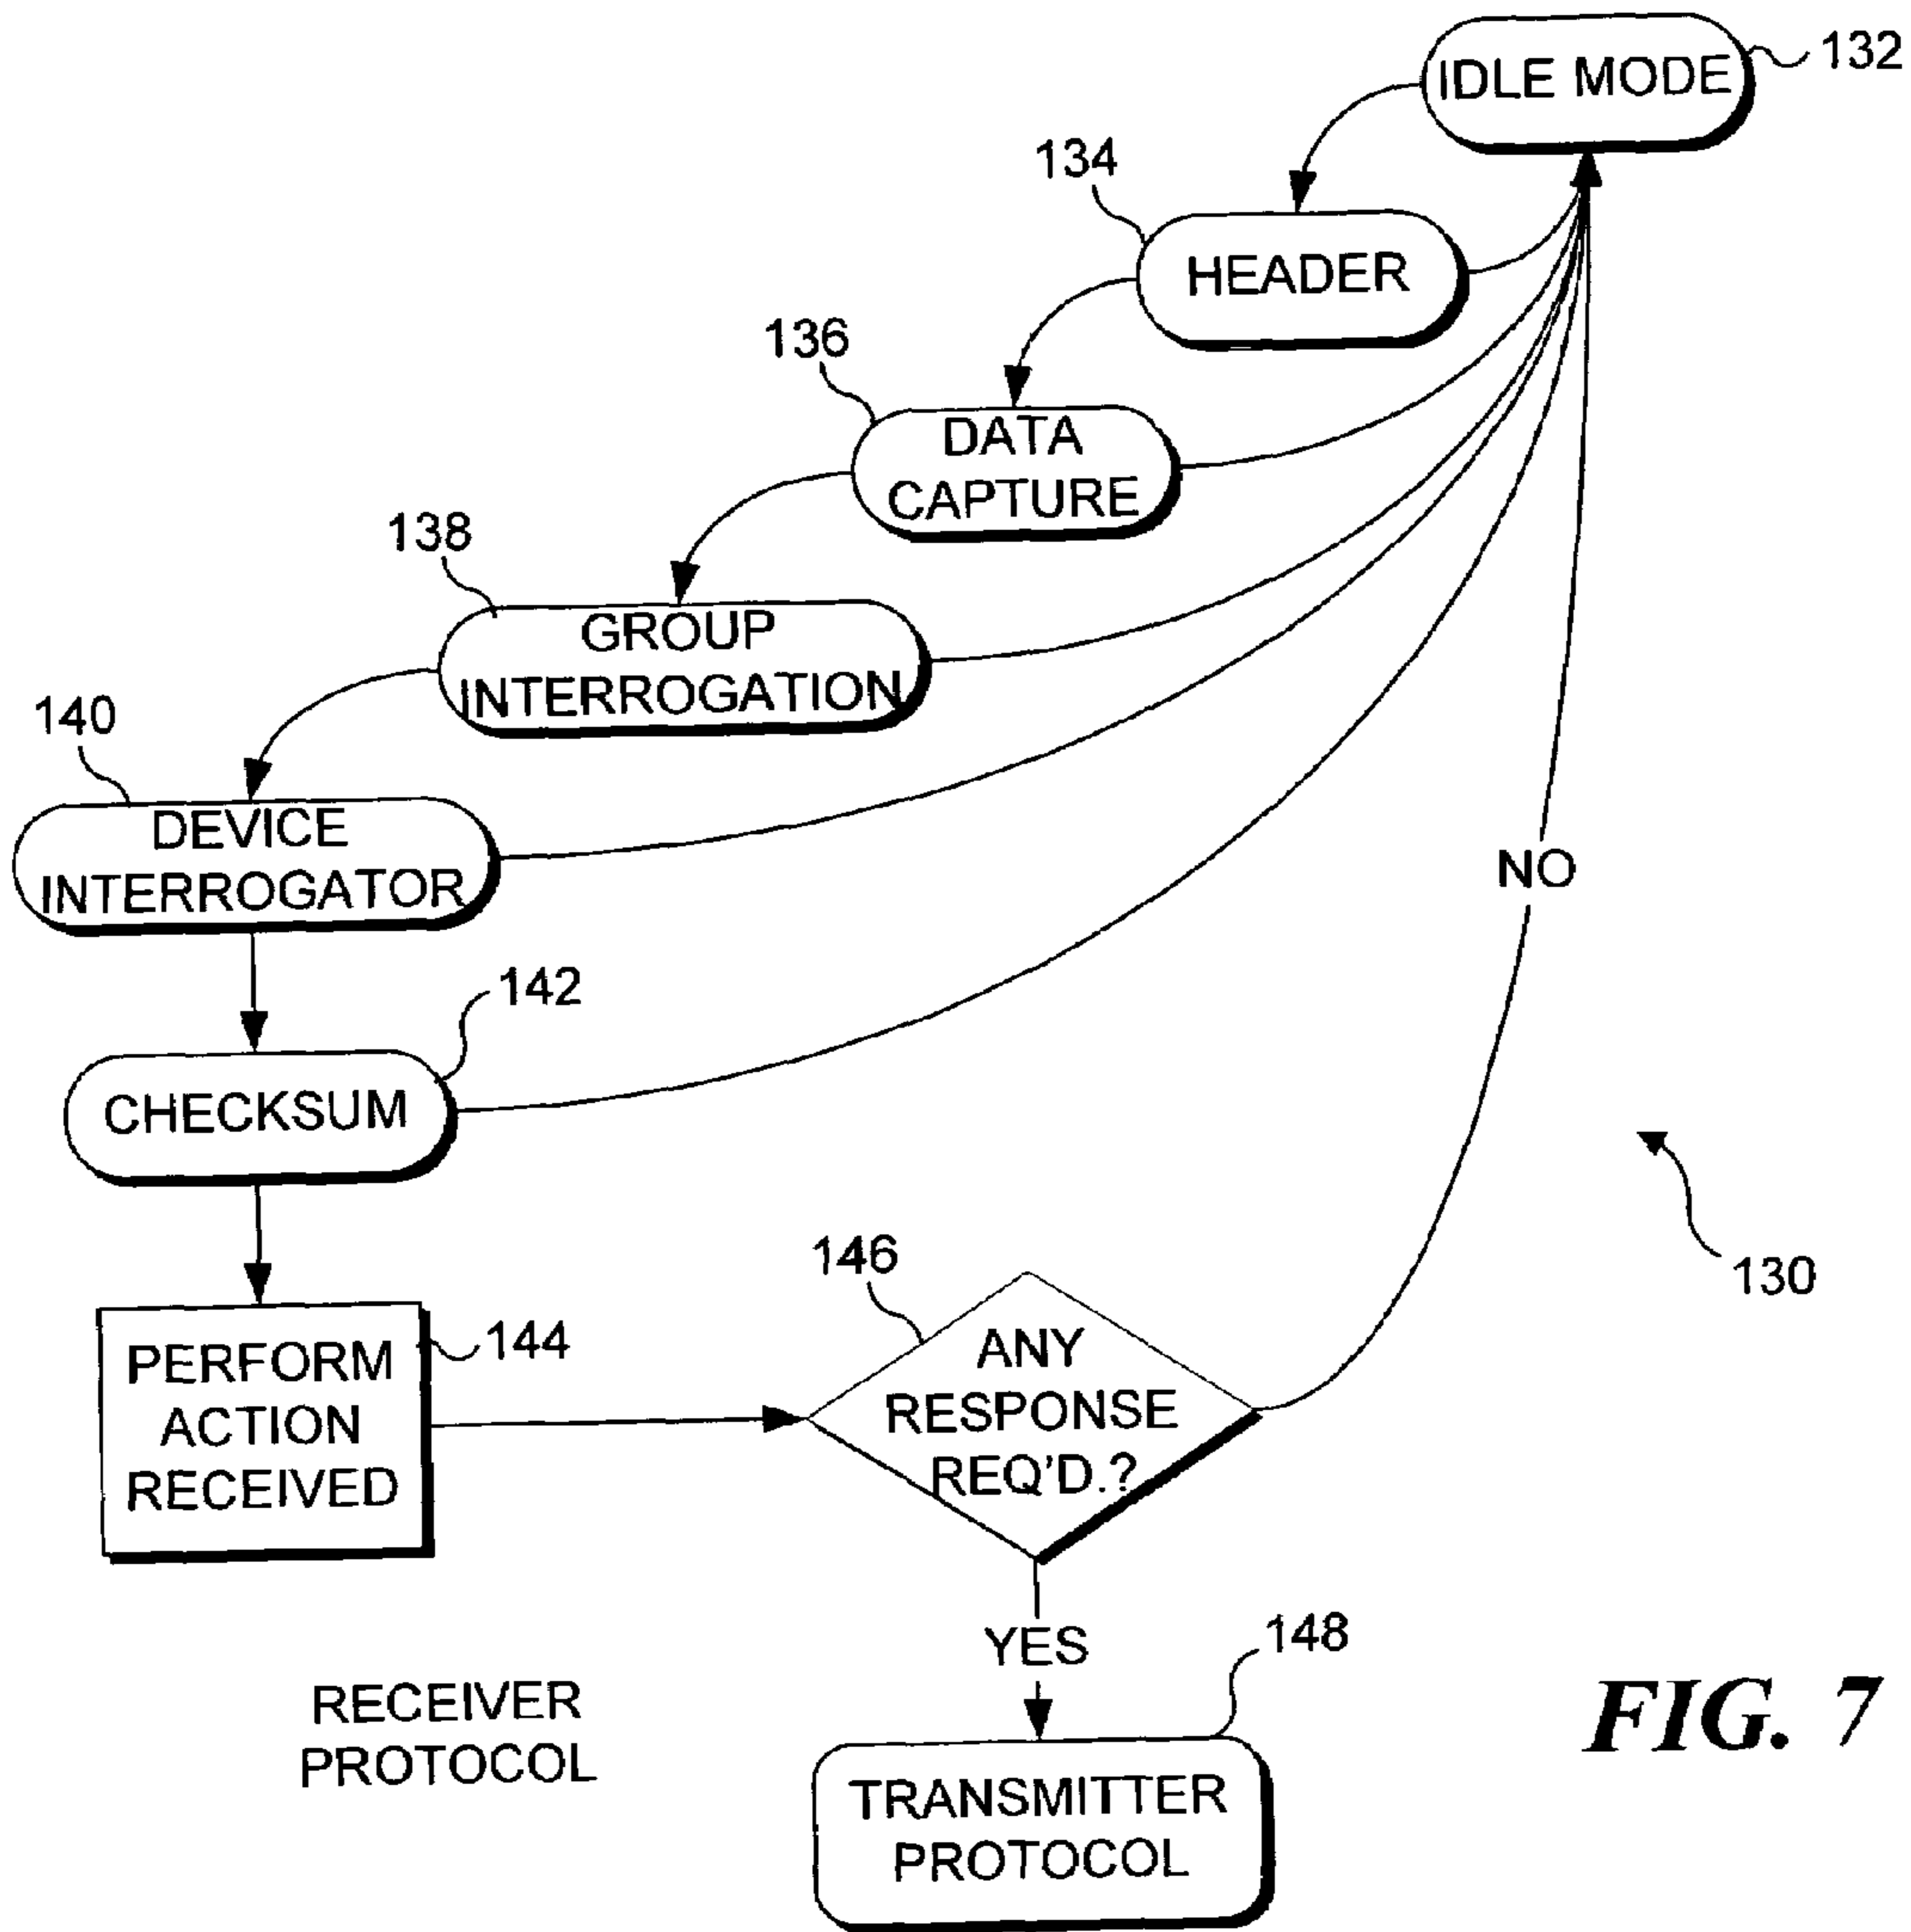 IDLE MODE
132
134
HEADER
136
DATA
CAPTURE
138
GROUP
INTERROGATION
140
DEVICE
INTERROGATOR
NO
142
CHECKSUM
130
146
144
PERFORM
ACTION
RECEIVED
ANY
RESPONSE
REQ'D.?
YES
148
RECEIVER
PROTOCOL
TRANSMITTER
PROTOCOL
FIG. 7